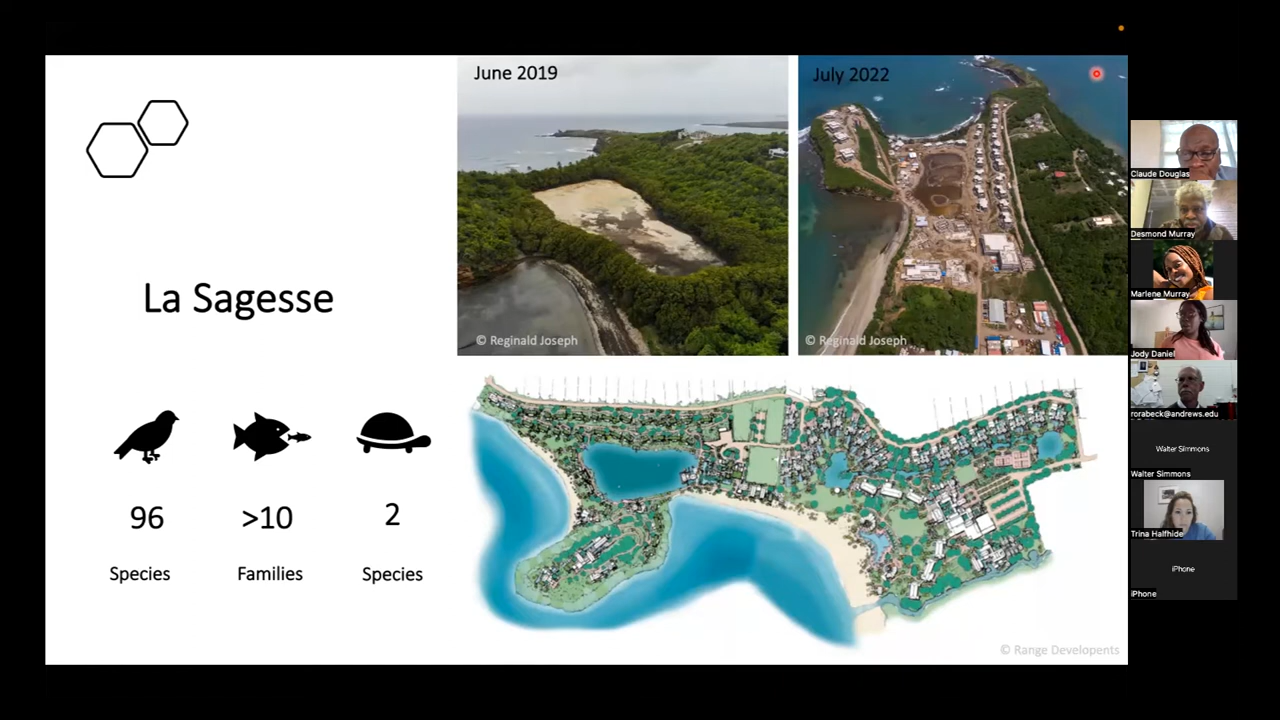 June 2019
July 2022
© Reginald Joseph
© Reginald Joseph
La Sagesse
96
>10
2
Species
Families
Species
© Range Developents
Claude Douglas
Desmond Murray
Marlene Murray
Jody Daniel
rorabeck@andrews.edu
Walter Simmons
Walter Simmons
Trina Halfhide
iPhone
iPhone